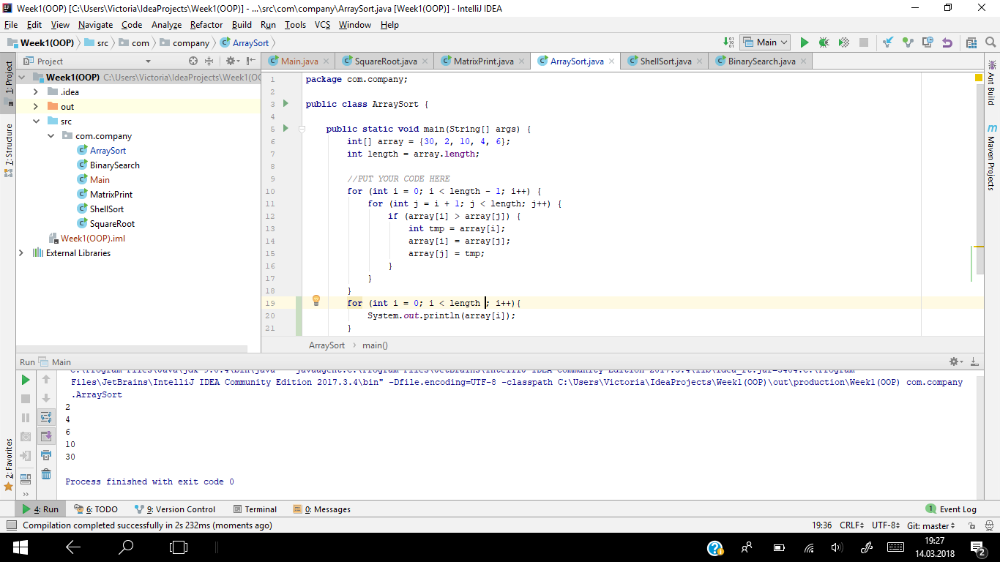 Week1(OOP) [C:\Users\Victoria\IdeaProjects\Week1(OOP)] - ...\src\com\company\ArraySort.java [Week1(OOP)] - IntelliJ IDEA
File Edit View Navigate Code Analyze Refactor Build Run Tools VCS Window Help
Week1(OOP) src com company ArraySort Main
Project Main.java SquareRoot.java MatrixPrint.java ArraySort.java ShellSort.java BinarySearch.java
1: Project
7: Structure
2: Favorites
Week1(OOP) C:\Users\Victoria\IdeaProjects\Week1(OO
.idea
out
src
com.company
ArraySort
BinarySearch
Main
MatrixPrint
ShellSort
SquareRoot
Week1(OOP).iml
External Libraries
1 package com.company;
2
3 public class ArraySort {
4
5 public static void main(String[] args) {
6 int[] array = {30, 2, 10, 4, 6};
7 int length = array.length;
8
9 //PUT YOUR CODE HERE
10 for (int i = 0; i < length - 1; i++) {
11 for (int j = i + 1; j < length; j++) {
12 if (array[i] > array[j]) {
13 int tmp = array[i];
14 array[i] = array[j];
15 array[j] = tmp;
16 }
17 }
18 }
19 for (int i = 0; i < length ; i++){
20 System.out.println(array[i]);
21 }
ArraySort main()
Ant Build
m Maven Projects
Run Main
Files\JetBrains\IntelliJ IDEA Community Edition 2017.3.4\bin" -Dfile.encoding=UTF-8 -classpath C:\Users\Victoria\IdeaProjects\Week1(OOP)\out\production\Week1(OOP) com.company
.ArraySort
2
4
6
10
30
Process finished with exit code 0
4: Run 6: TODO 9: Version Control Terminal 0: Messages 1 Event Log
Compilation completed successfully in 2s 232ms (moments ago) 19:36 CRLF UTF-8 Git: master
19:27
14.03.2018
2